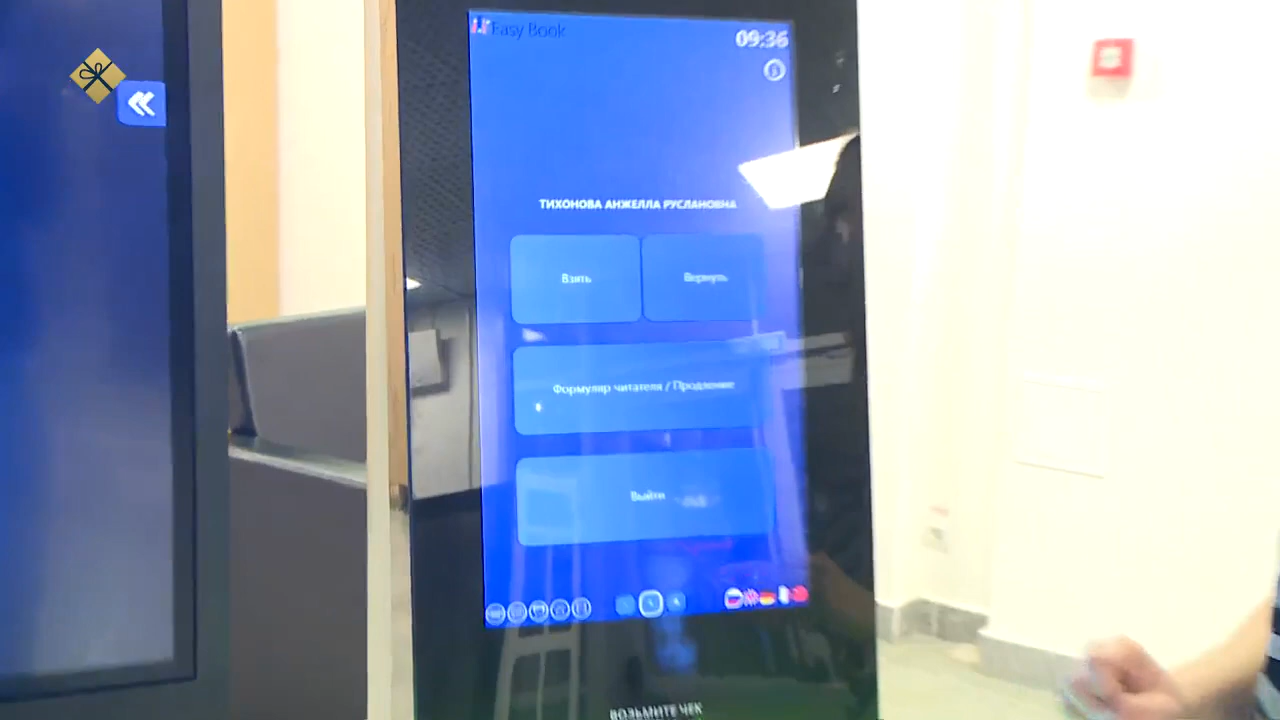 Easy Book
09:36
ТИХОНОВА АНЖЕЛЛА РУСЛАНОВНА
Взять
Вернуть
Формуляр читателя / Продление
Выйти
ВОЗЬМИТЕ ЧЕК